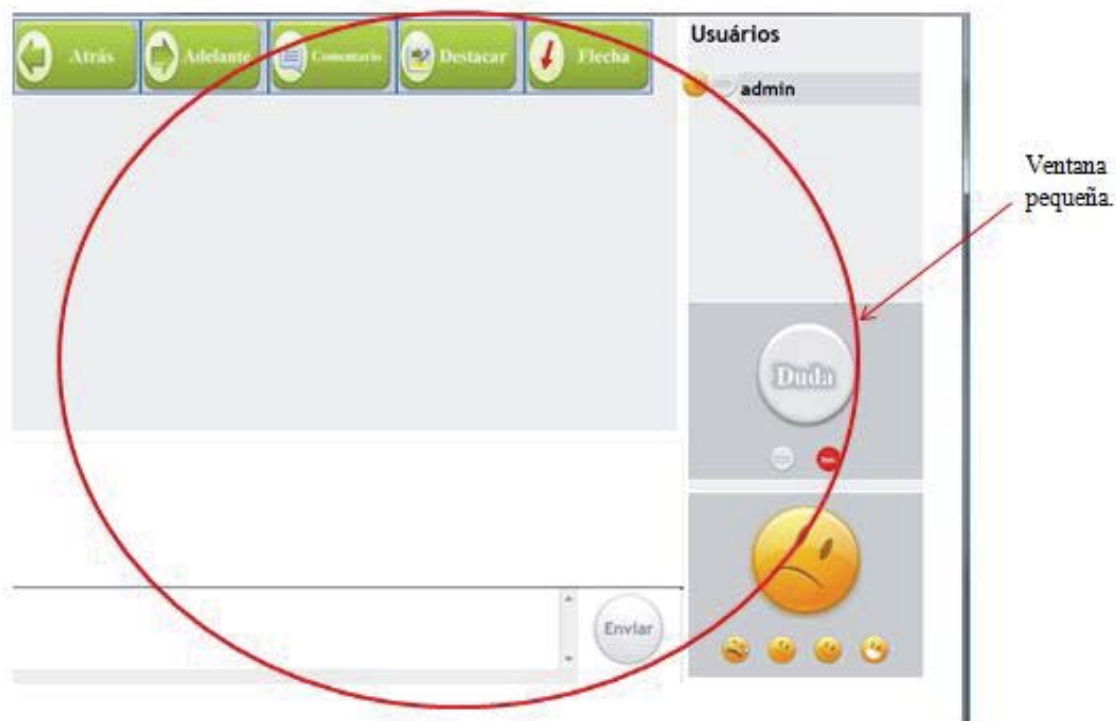 Atrás
Adelante
Comentario
Destacar
Flecha
Usuários
admin
Ventana
pequeña.
Duda
Enviar